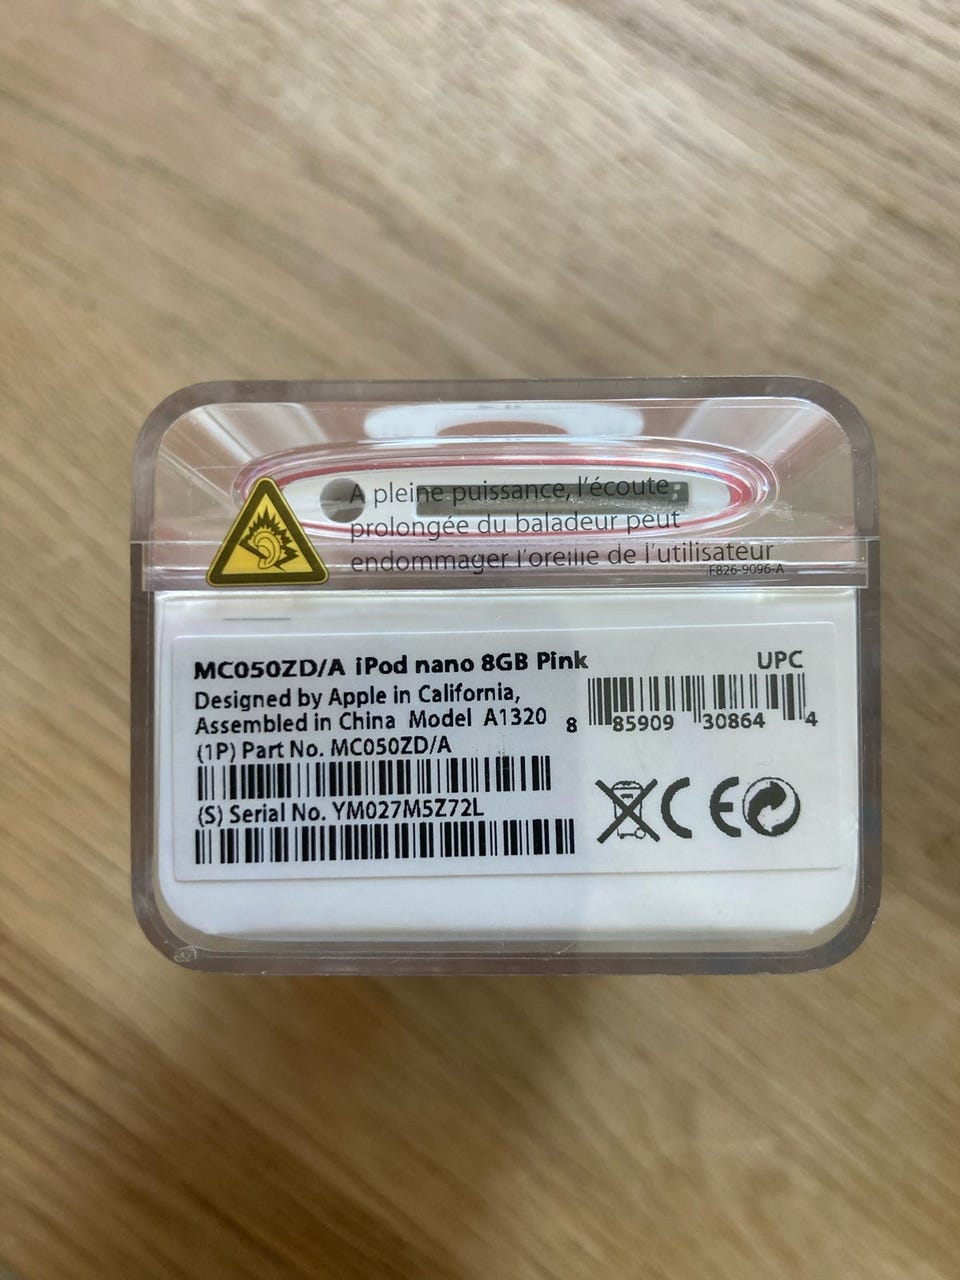 A pleine puissance, l'écoute
prolongée du baladeur peut
endommager l'oreille de l'utilisateur
F826-9096-A
MC050ZD/A iPod nano 8GB Pink
Designed by Apple in California,
Assembled in China Model A1320
(1P) Part No. MC050ZD/A
(S) Serial No. YM027M5Z72L
UPC
8 85909 30864 4
CE